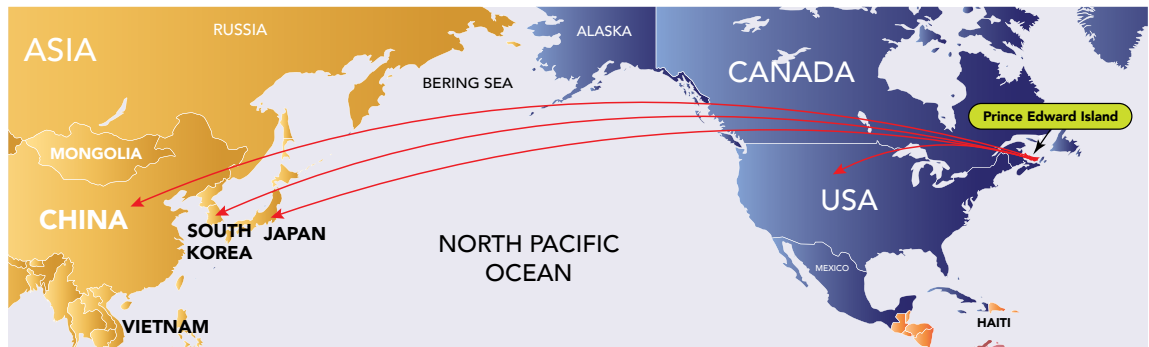 RUSSIA
ALASKA
ASIA
CANADA
BERING SEA
Prince Edward Island
MONGOLIA
CHINA
USA
SOUTH
KOREA
JAPAN
NORTH PACIFIC
OCEAN
MEXICO
VIETNAM
HAITI